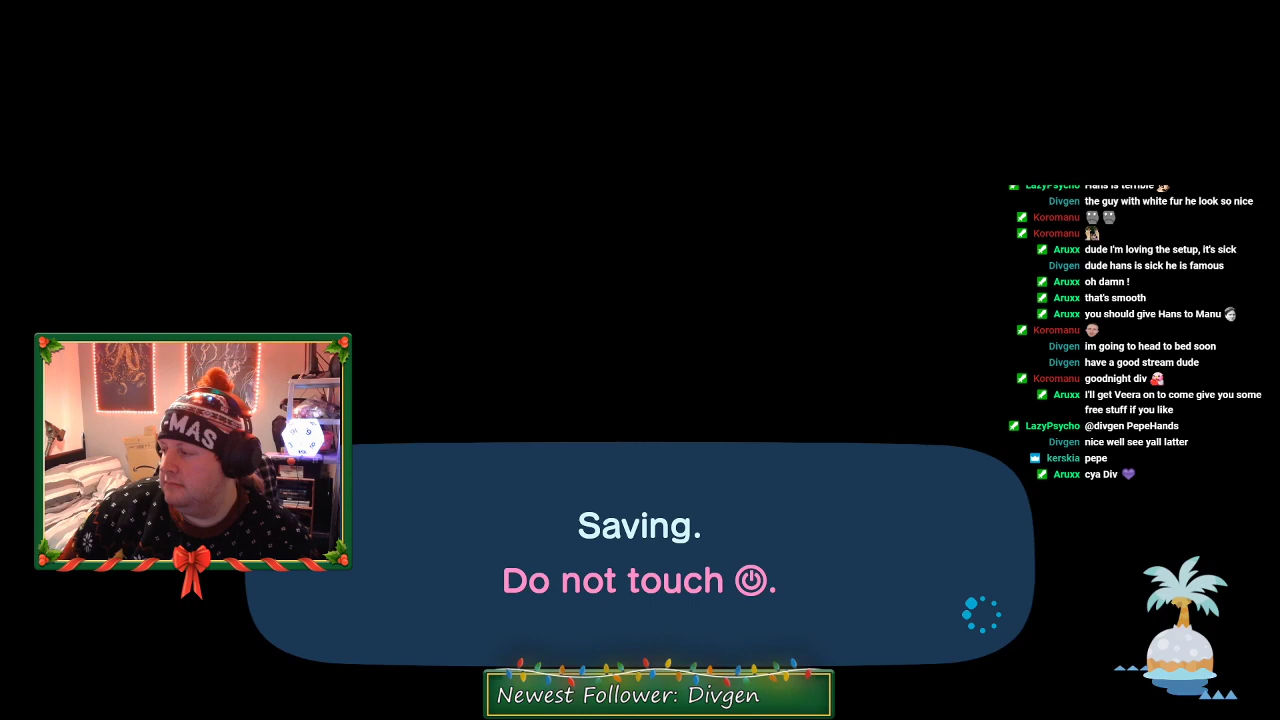 LazyPsycho Hans is terrible
Divgen the guy with white fur he look so nice
Koromanu
Koromanu
Aruxx dude I'm loving the setup, it's sick
Divgen dude hans is sick he is famous
Aruxx oh damn !
Aruxx that's smooth
Aruxx you should give Hans to Manu
Koromanu
Divgen im going to head to bed soon
Divgen have a good stream dude
Koromanu goodnight div
Aruxx I'll get Veera on to come give you some
free stuff if you like
LazyPsycho @divgen PepeHands
Divgen nice well see yall latter
kerskia pepe
Aruxx cya Div
-MAS
Saving.
Do not touch .
Newest Follower: Divgen